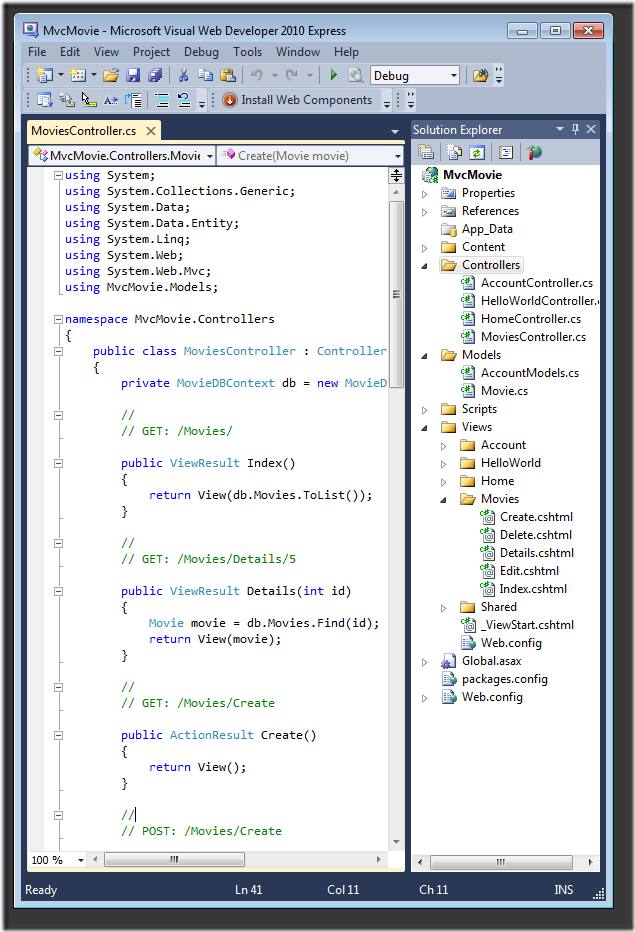 MvcMovie - Microsoft Visual Web Developer 2010 Express
File Edit View Project Debug Tools Window Help
Debug
Install Web Components
MoviesController.cs
MvcMovie.Controllers.Movie
Create(Movie movie)
using System;
using System.Collections.Generic;
using System.Data;
using System.Data.Entity;
using System.Linq;
using System.Web;
using System.Web.Mvc;
using MvcMovie.Models;
namespace MvcMovie.Controllers
{
public class MoviesController : Controller
{
private MovieDBContext db = new MovieD
//
// GET: /Movies/
public ViewResult Index()
{
return View(db.Movies.ToList());
}
//
// GET: /Movies/Details/5
public ViewResult Details(int id)
{
Movie movie = db.Movies.Find(id);
return View(movie);
}
//
// GET: /Movies/Create
public ActionResult Create()
{
return View();
}
//
// POST: /Movies/Create
100 %
Solution Explorer
MvcMovie
Properties
References
App_Data
Content
Controllers
AccountController.cs
HelloWorldController.
HomeController.cs
MoviesController.cs
Models
AccountModels.cs
Movie.cs
Scripts
Views
Account
HelloWorld
Home
Movies
Create.cshtml
Delete.cshtml
Details.cshtml
Edit.cshtml
Index.cshtml
Shared
_ViewStart.cshtml
Web.config
Global.asax
packages.config
Web.config
Ready Ln 41 Col 11 Ch 11 INS